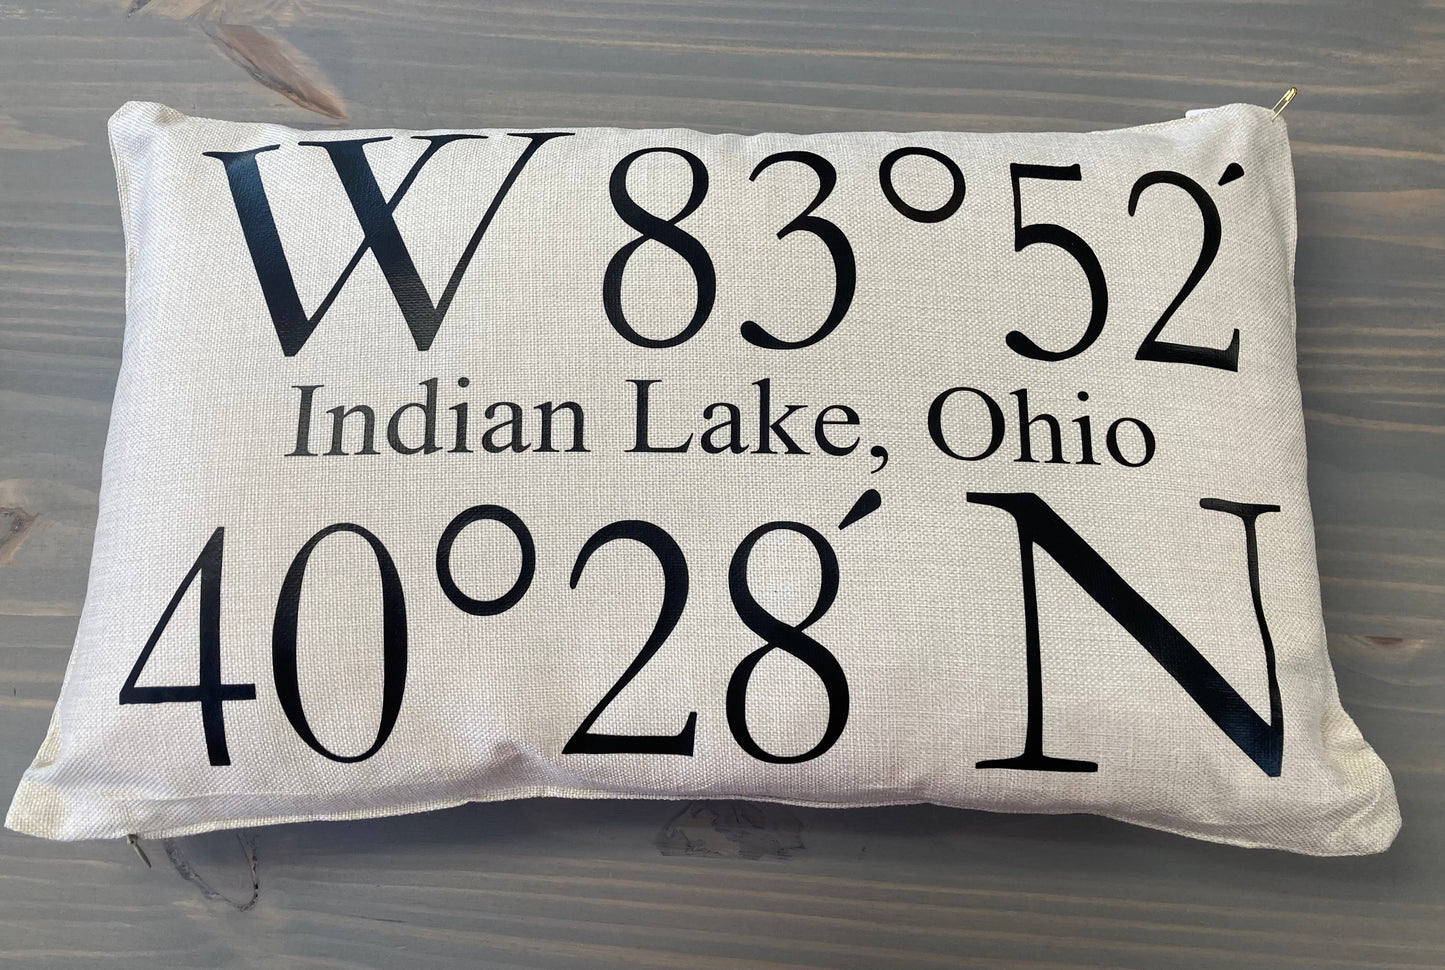 W 83°52′
Indian Lake, Ohio
40°28′ N